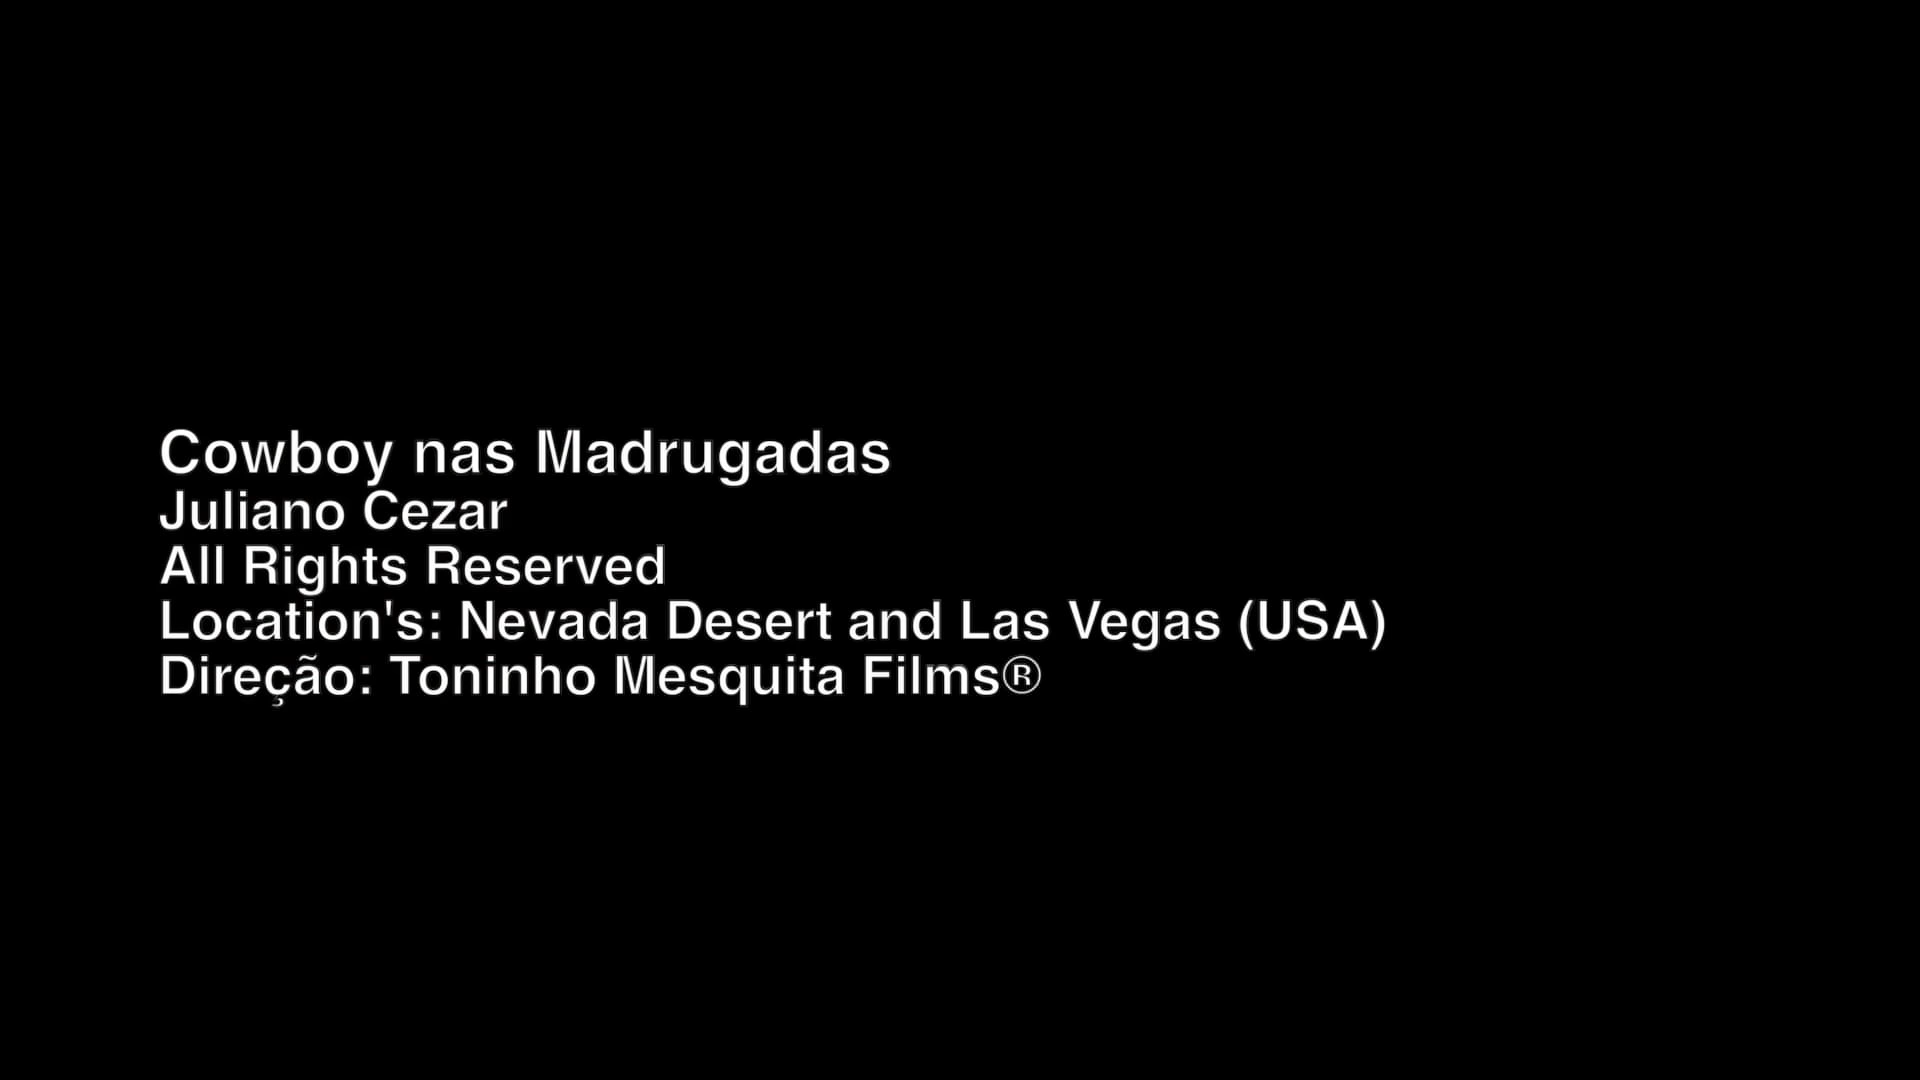 Cowboy nas Madrugadas
Juliano Cezar
All Rights Reserved
Location's: Nevada Desert and Las Vegas (USA)
Direção: Toninho Mesquita Films®